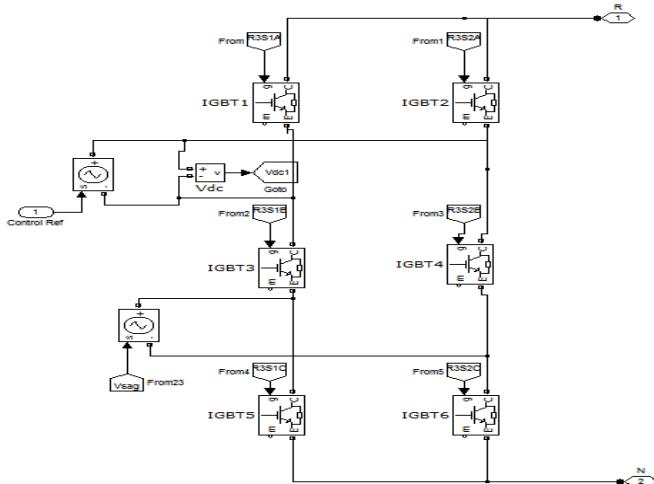 R
1
From
R3S1A
From1
R3S2A
g
C
IGBT1
m
E
g
C
IGBT2
m
E
+
s
-
+
-
v
Vdc
Vdc1
Goto
1
Control Ref
From2
R3S1B
From3
R3S2B
g
C
IGBT3
m
E
g
C
IGBT4
m
E
+
s
-
Vsag
From23
From4
R3S1C
From5
R3S2C
g
C
IGBT5
m
E
g
C
IGBT6
m
E
N
2